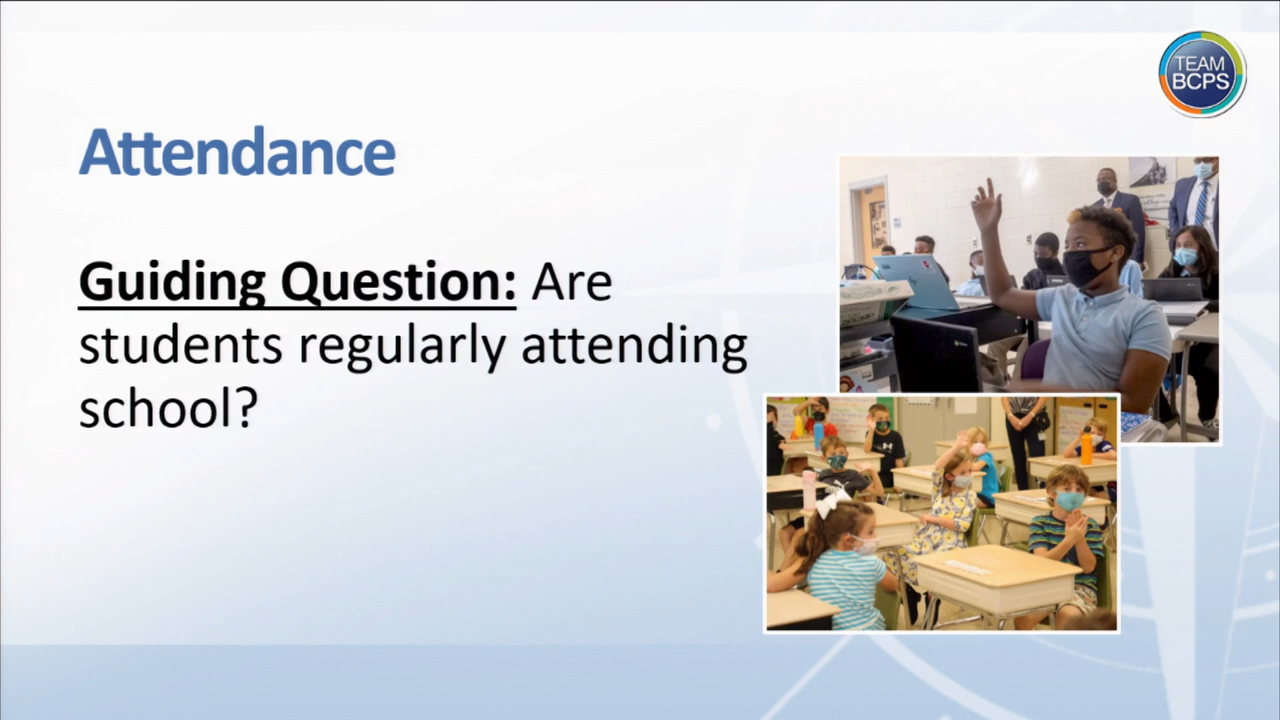 TEAM
BCPS
Attendance
Guiding Question: Are
students regularly attending
school?